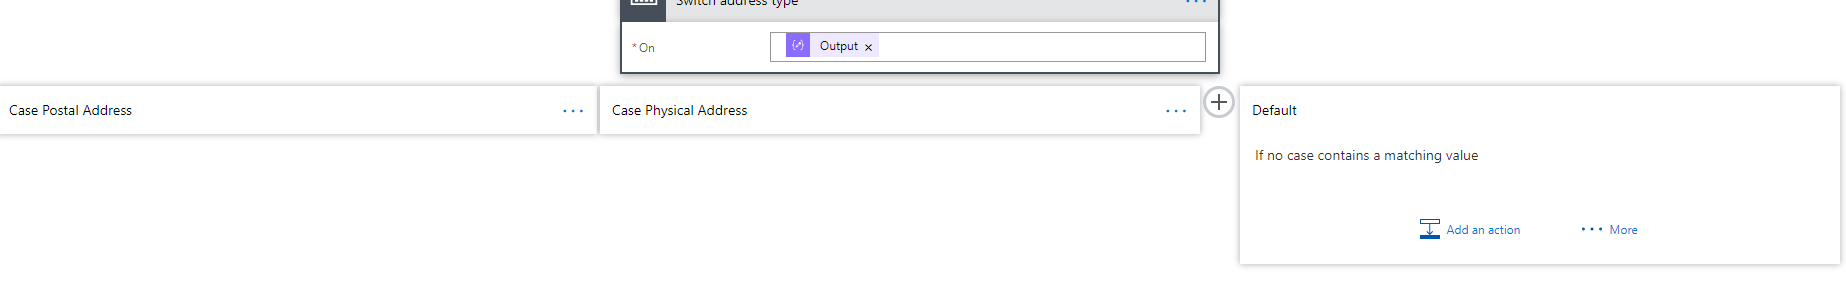 Switch address type
* On
Output ×
Case Postal Address
Case Physical Address
Default
If no case contains a matching value
Add an action
More